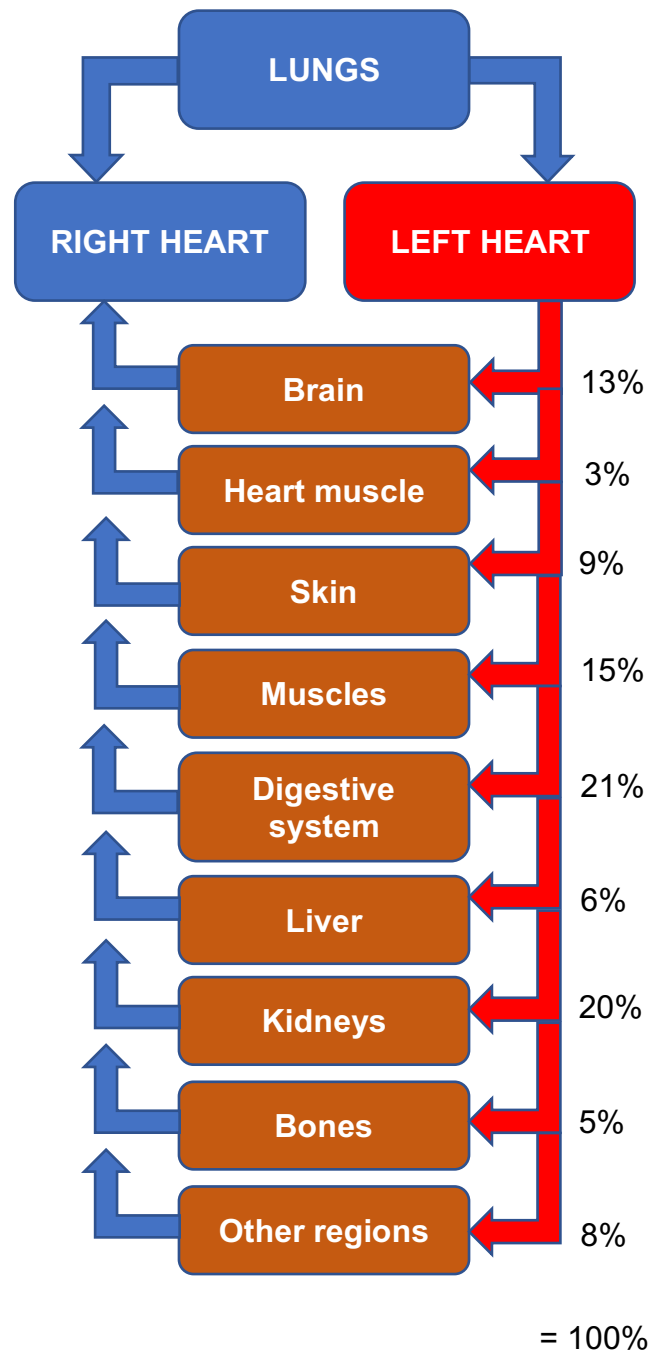 LUNGS
RIGHT HEART
LEFT HEART
Brain
13%
Heart muscle
3%
Skin
9%
Muscles
15%
Digestive
system
21%
Liver
6%
Kidneys
20%
Bones
5%
Other regions
8%
= 100%